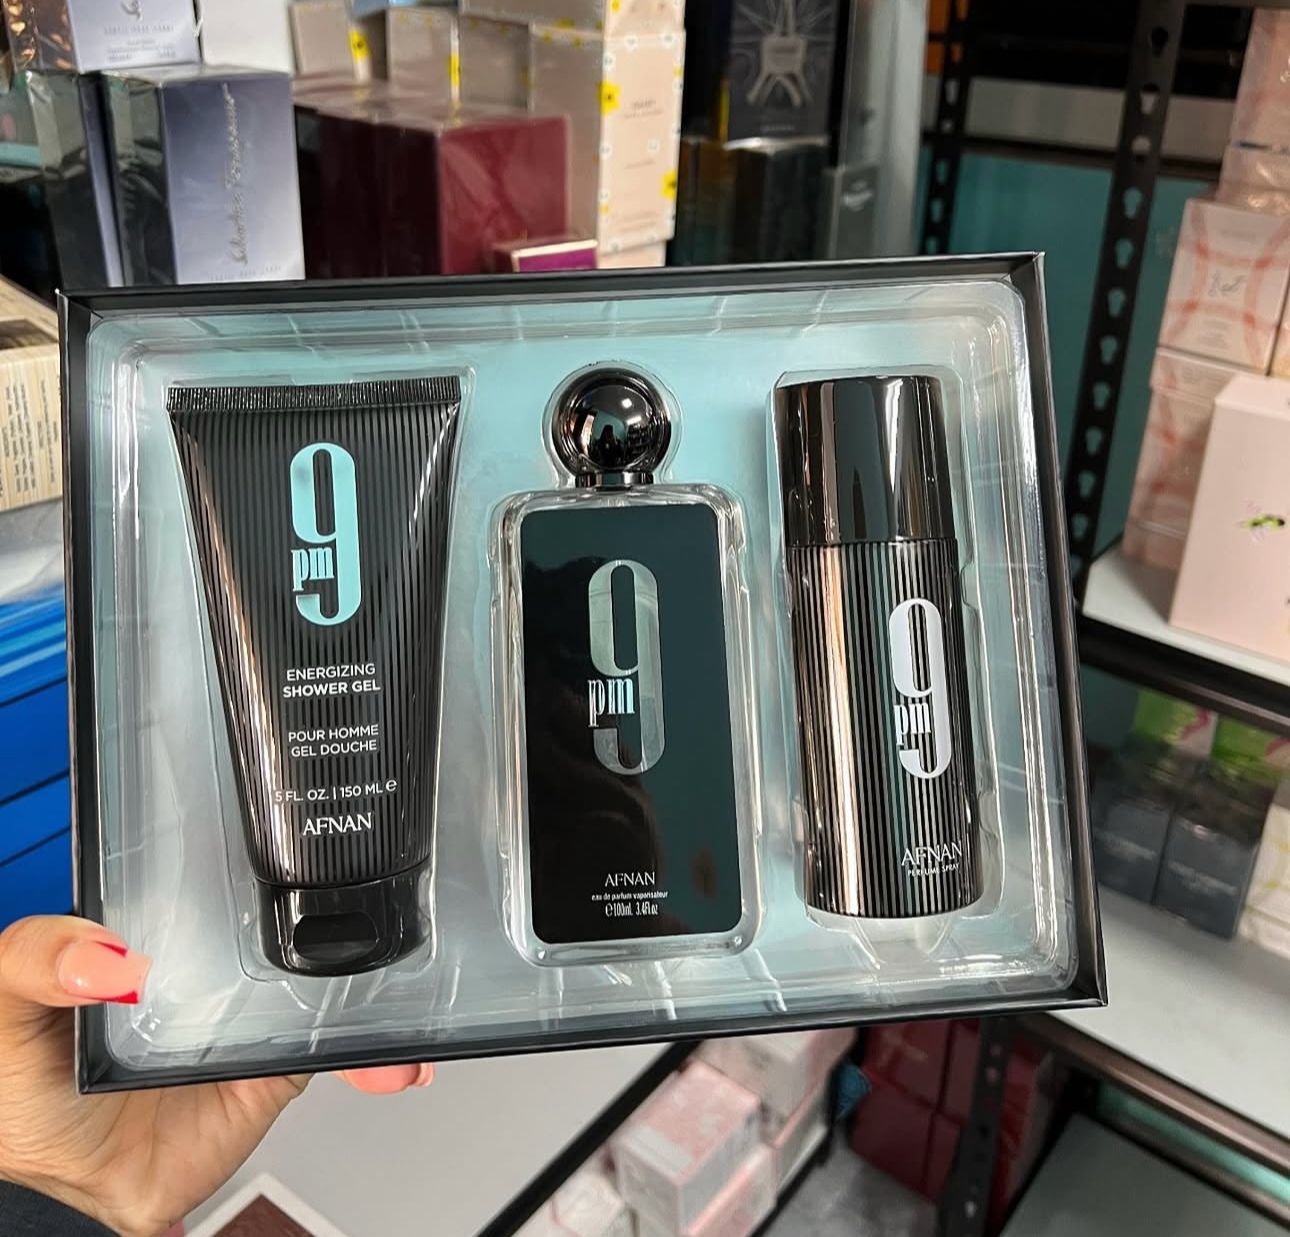 9
pm
ENERGIZING
SHOWER GEL
POUR HOMME
GEL DOUCHE
5 FL. OZ. | 150 ML ℮
AFNAN
9
pm
AFNAN
eau de parfum vaporisateur
℮100ml. 3.4fl.oz
9
pm
AFNAN
PERFUME SPRAY